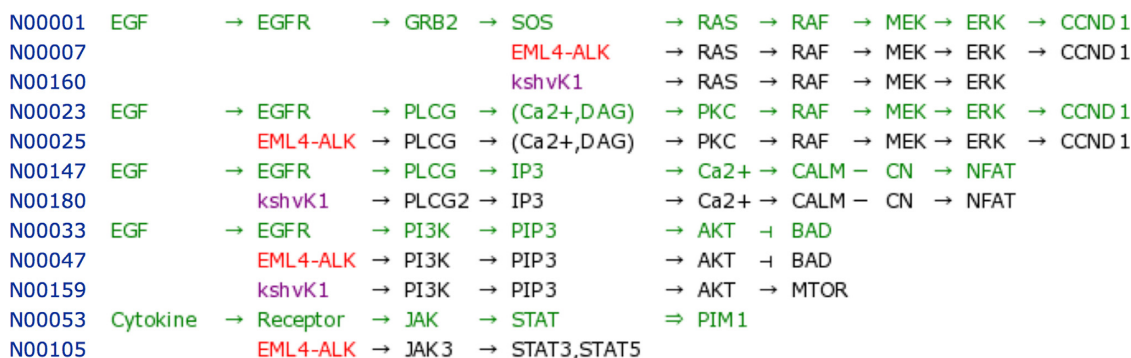 N00001 EGF → EGFR → GRB2 → SOS → RAS → RAF → MEK → ERK → CCND1
N00007 EML4-ALK → RAS → RAF → MEK → ERK → CCND1
N00160 kshvK1 → RAS → RAF → MEK → ERK
N00023 EGF → EGFR → PLCG → (Ca2+,DAG) → PKC → RAF → MEK → ERK → CCND1
N00025 EML4-ALK → PLCG → (Ca2+,DAG) → PKC → RAF → MEK → ERK → CCND1
N00147 EGF → EGFR → PLCG → IP3 → Ca2+ → CALM − CN → NFAT
N00180 kshvK1 → PLCG2 → IP3 → Ca2+ → CALM − CN → NFAT
N00033 EGF → EGFR → PI3K → PIP3 → AKT ⊣ BAD
N00047 EML4-ALK → PI3K → PIP3 → AKT ⊣ BAD
N00159 kshvK1 → PI3K → PIP3 → AKT → MTOR
N00053 Cytokine → Receptor → JAK → STAT ⇒ PIM1
N00105 EML4-ALK → JAK3 → STAT3,STAT5